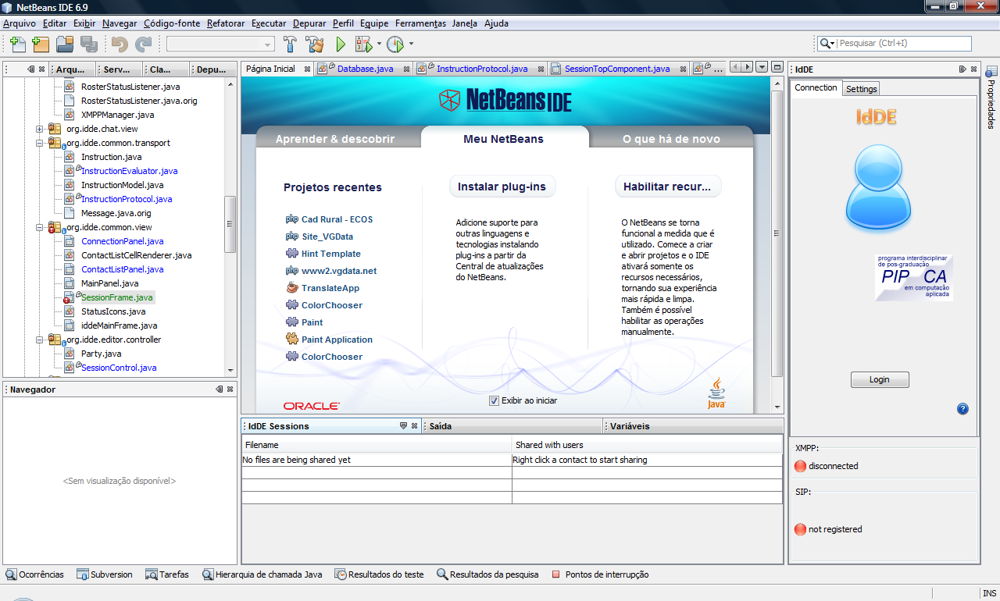 NetBeans IDE 6.9
Arquivo Editar Exibir Navegar Código-fonte Refatorar Executar Depurar Perfil Equipe Ferramentas Janela Ajuda
Pesquisar (Ctrl+I)
Arqu... Serv... Cla... Depu...
RosterStatusListener.java
RosterStatusListener.java.orig
XMPPManager.java
org.idde.chat.view
org.idde.common.transport
Instruction.java
InstructionEvaluator.java
InstructionModel.java
InstructionProtocol.java
Message.java.orig
org.idde.common.view
ConnectionPanel.java
ContactListCellRenderer.java
ContactListPanel.java
MainPanel.java
SessionFrame.java
StatusIcons.java
iddeMainFrame.java
org.idde.editor.controller
Party.java
SessionControl.java
Navegador
<Sem visualização disponível>
Página Inicial Database.java InstructionProtocol.java SessionTopComponent.java ...
NetBeans IDE
Aprender & descobrir Meu NetBeans O que há de novo
Projetos recentes
php Cad Rural - ECOS
php Site_VGData
Hint Template
php www2.vgdata.net
TranslateApp
ColorChooser
Paint
Paint Application
ColorChooser
ORACLE
Instalar plug-ins
Adicione suporte para
outras linguagens e
tecnologias instalando
plug-ins a partir da
Central de atualizações
do NetBeans.
Habilitar recur...
O NetBeans se torna
funcional a medida que é
utilizado. Comece a criar
e abrir projetos e o IDE
ativará somente os
recursos necessários,
tornando sua experiência
mais rápida e limpa.
Também é possível
habilitar as operações
manualmente.
Exibir ao iniciar
Java
IdDE Sessions Saída Variáveis
Filename Shared with users
No files are being shared yet Right click a contact to start sharing
IdDE
Connection Settings
IdDE
programa interdisciplinar
de pós-graduação
PIP CA
em computação
aplicada
Login
?
XMPP:
disconnected
SIP:
not registered
Propriedades
Ocorrências Subversion Tarefas Hierarquia de chamada Java Resultados do teste Resultados da pesquisa Pontos de interrupção
INS